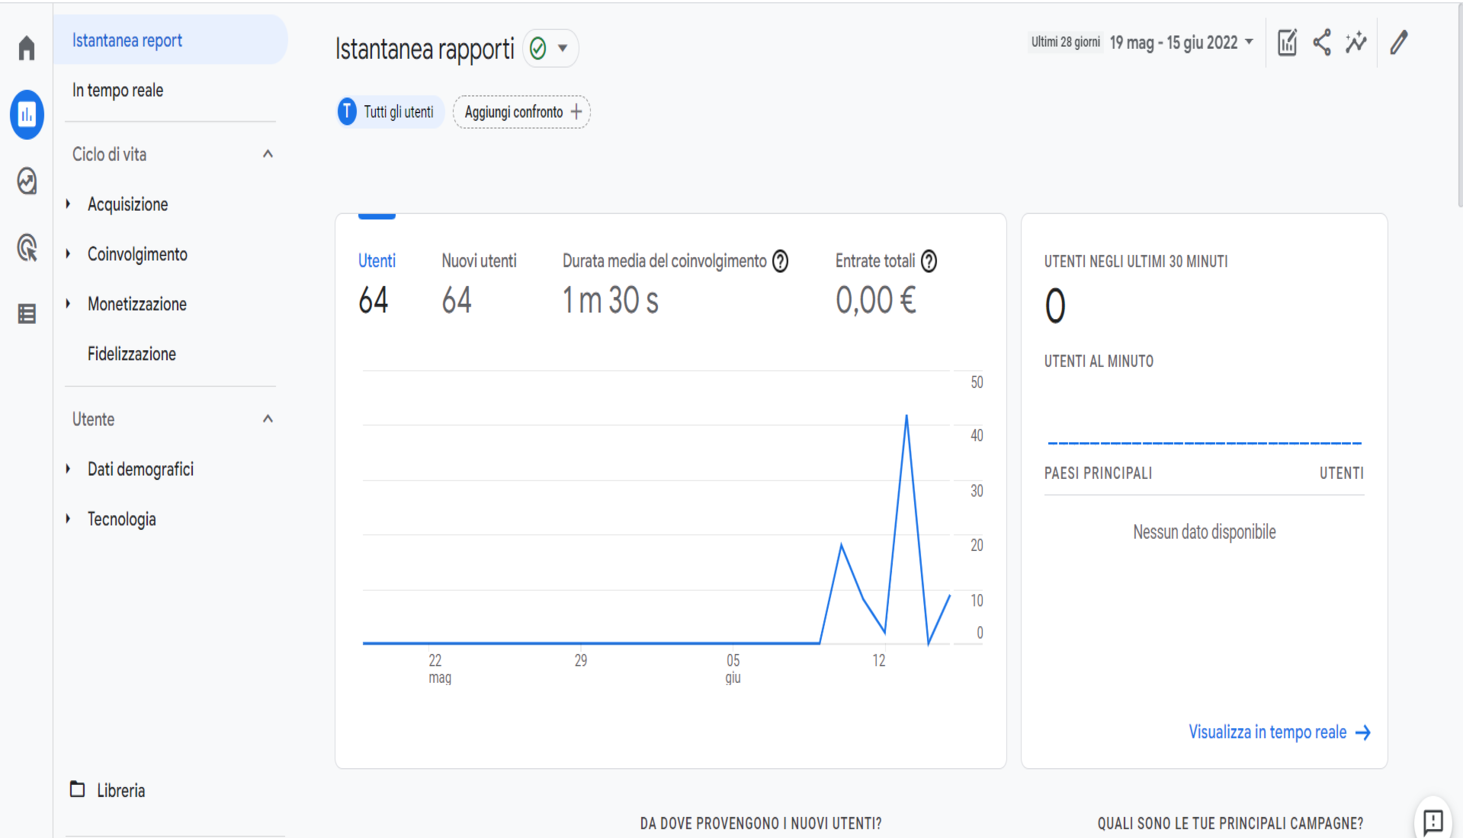 Istantanea report
In tempo reale
Ciclo di vita
Acquisizione
Coinvolgimento
Monetizzazione
Fidelizzazione
Utente
Dati demografici
Tecnologia
Libreria
Istantanea rapporti
Ultimi 28 giorni 19 mag - 15 giu 2022
T Tutti gli utenti
Aggiungi confronto +
Utenti
64
Nuovi utenti
64
Durata media del coinvolgimento ?
1 m 30 s
Entrate totali ?
0,00 €
50
40
30
20
10
0
22 29 05 12
mag giu
UTENTI NEGLI ULTIMI 30 MINUTI
0
UTENTI AL MINUTO
PAESI PRINCIPALI UTENTI
Nessun dato disponibile
Visualizza in tempo reale →
DA DOVE PROVENGONO I NUOVI UTENTI?
QUALI SONO LE TUE PRINCIPALI CAMPAGNE?